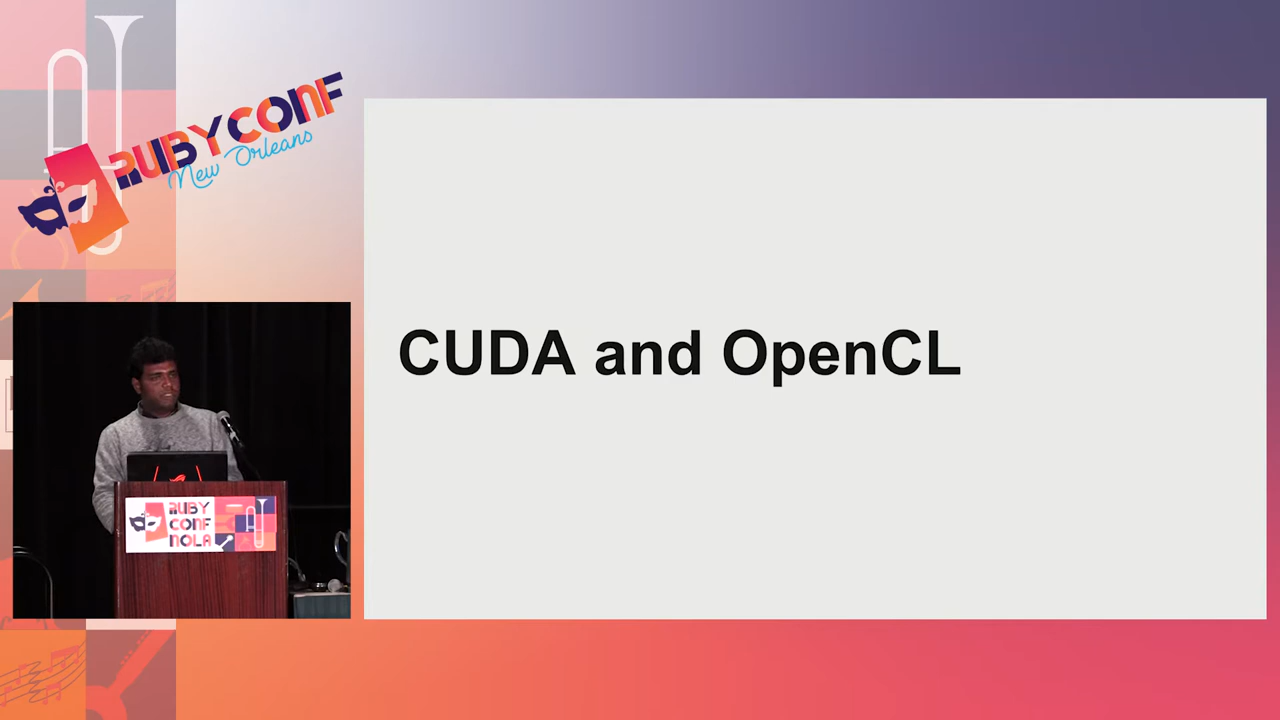 RUBYCONF
New Orleans
CUDA and OpenCL
RUBY
CONF
NOLA